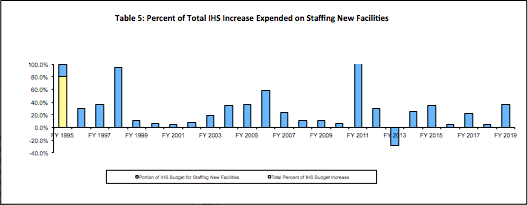 Table 5: Percent of Total IHS Increase Expended on Staffing New Facilities
100.0%
80.0%
60.0%
40.0%
20.0%
0.0%
-20.0%
-40.0%
FY 1995 FY 1997 FY 1999 FY 2001 FY 2003 FY 2005 FY 2007 FY 2009 FY 2011 FY 2013 FY 2015 FY 2017 FY 2019
Portion of IHS Budget for Staffing New Facilities Total Percent of IHS Budget Increase